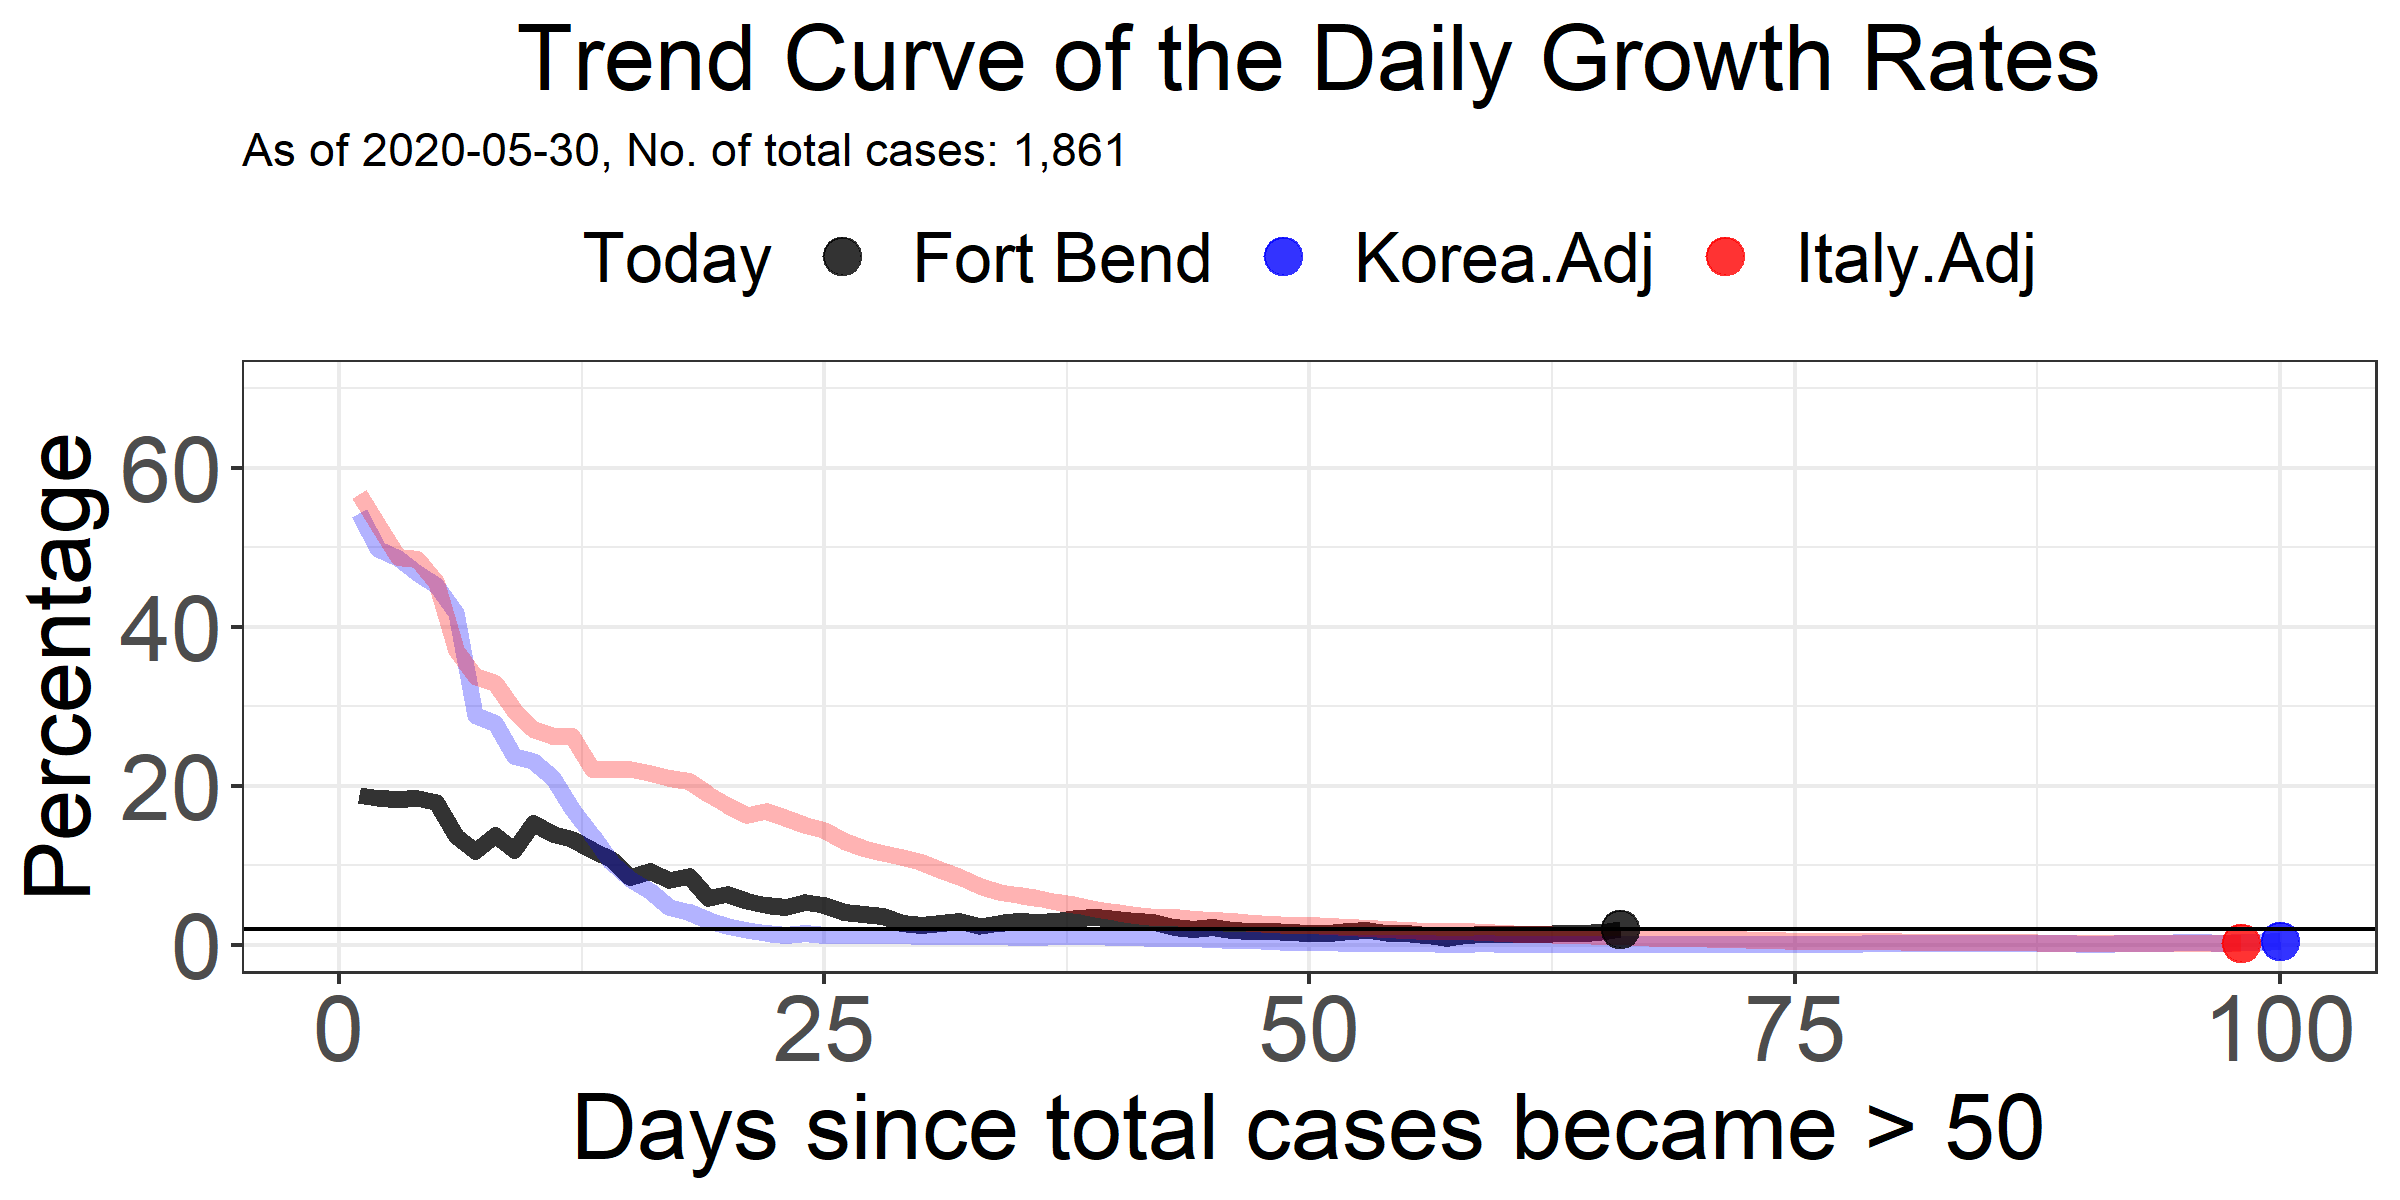 Trend Curve of the Daily Growth Rates
As of 2020-05-30, No. of total cases: 1,861
Today Fort Bend Korea.Adj Italy.Adj
Percentage
60
40
20
0
0 25 50 75 100
Days since total cases became > 50